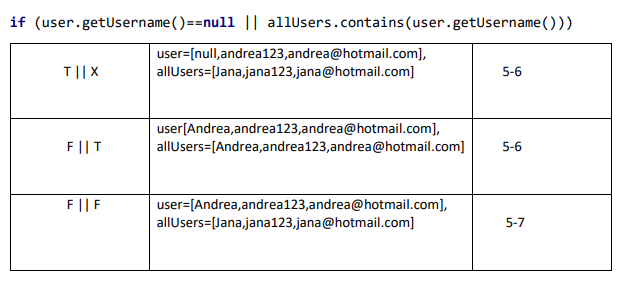 if (user.getUsername()==null || allUsers.contains(user.getUsername()))
T || X
user=[null,andrea123,andrea@hotmail.com],
allUsers=[Jana,jana123,jana@hotmail.com]
5-6
F || T
user[Andrea,andrea123,andrea@hotmail.com],
allUsers=[Andrea,andrea123,andrea@hotmail.com]
5-6
F || F
user=[Andrea,andrea123,andrea@hotmail.com],
allUsers=[Jana,jana123,jana@hotmail.com]
5-7